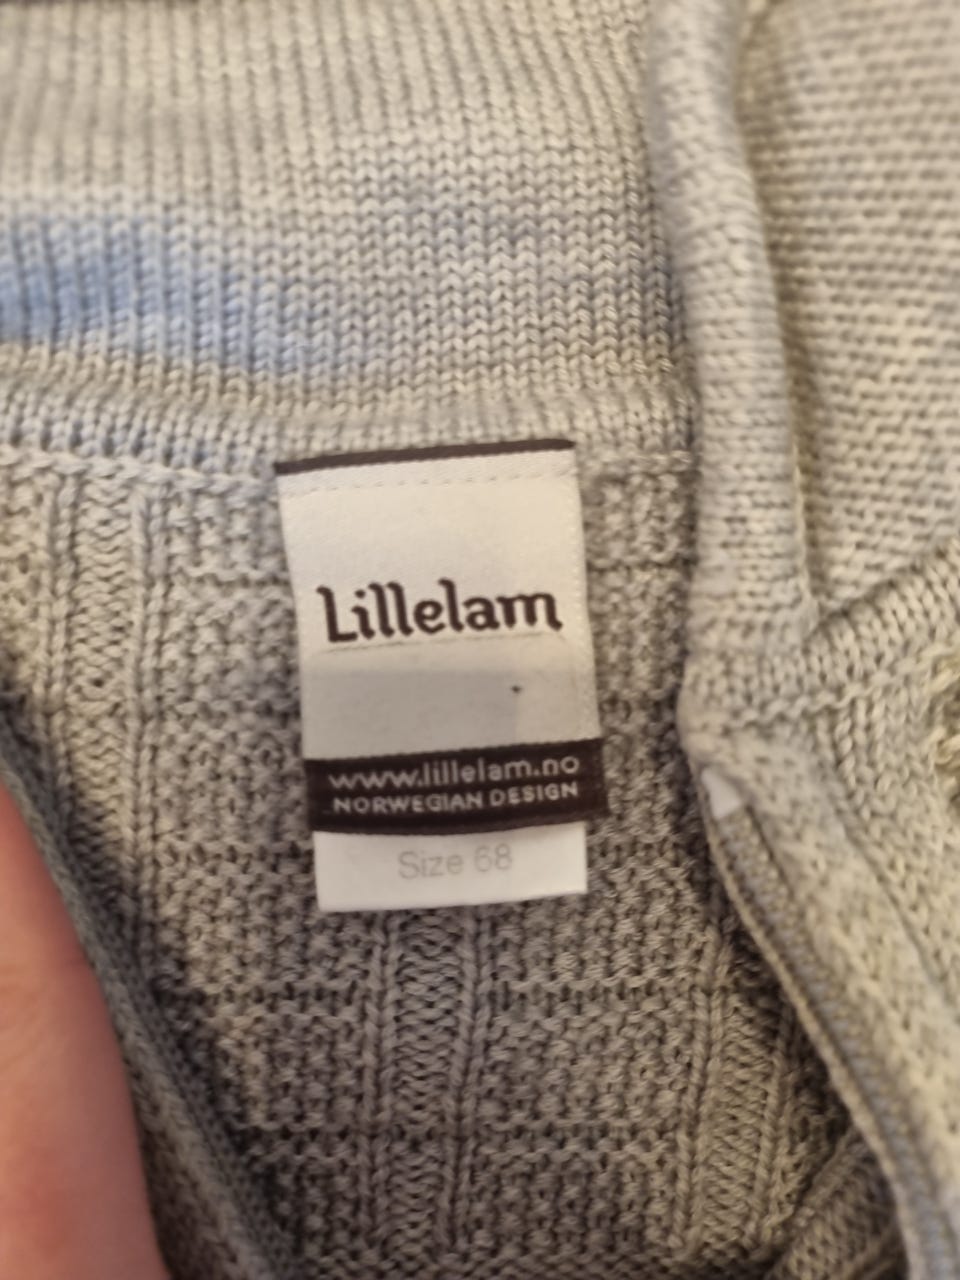 Lillelam
www.lillelam.no
NORWEGIAN DESIGN
Size 68